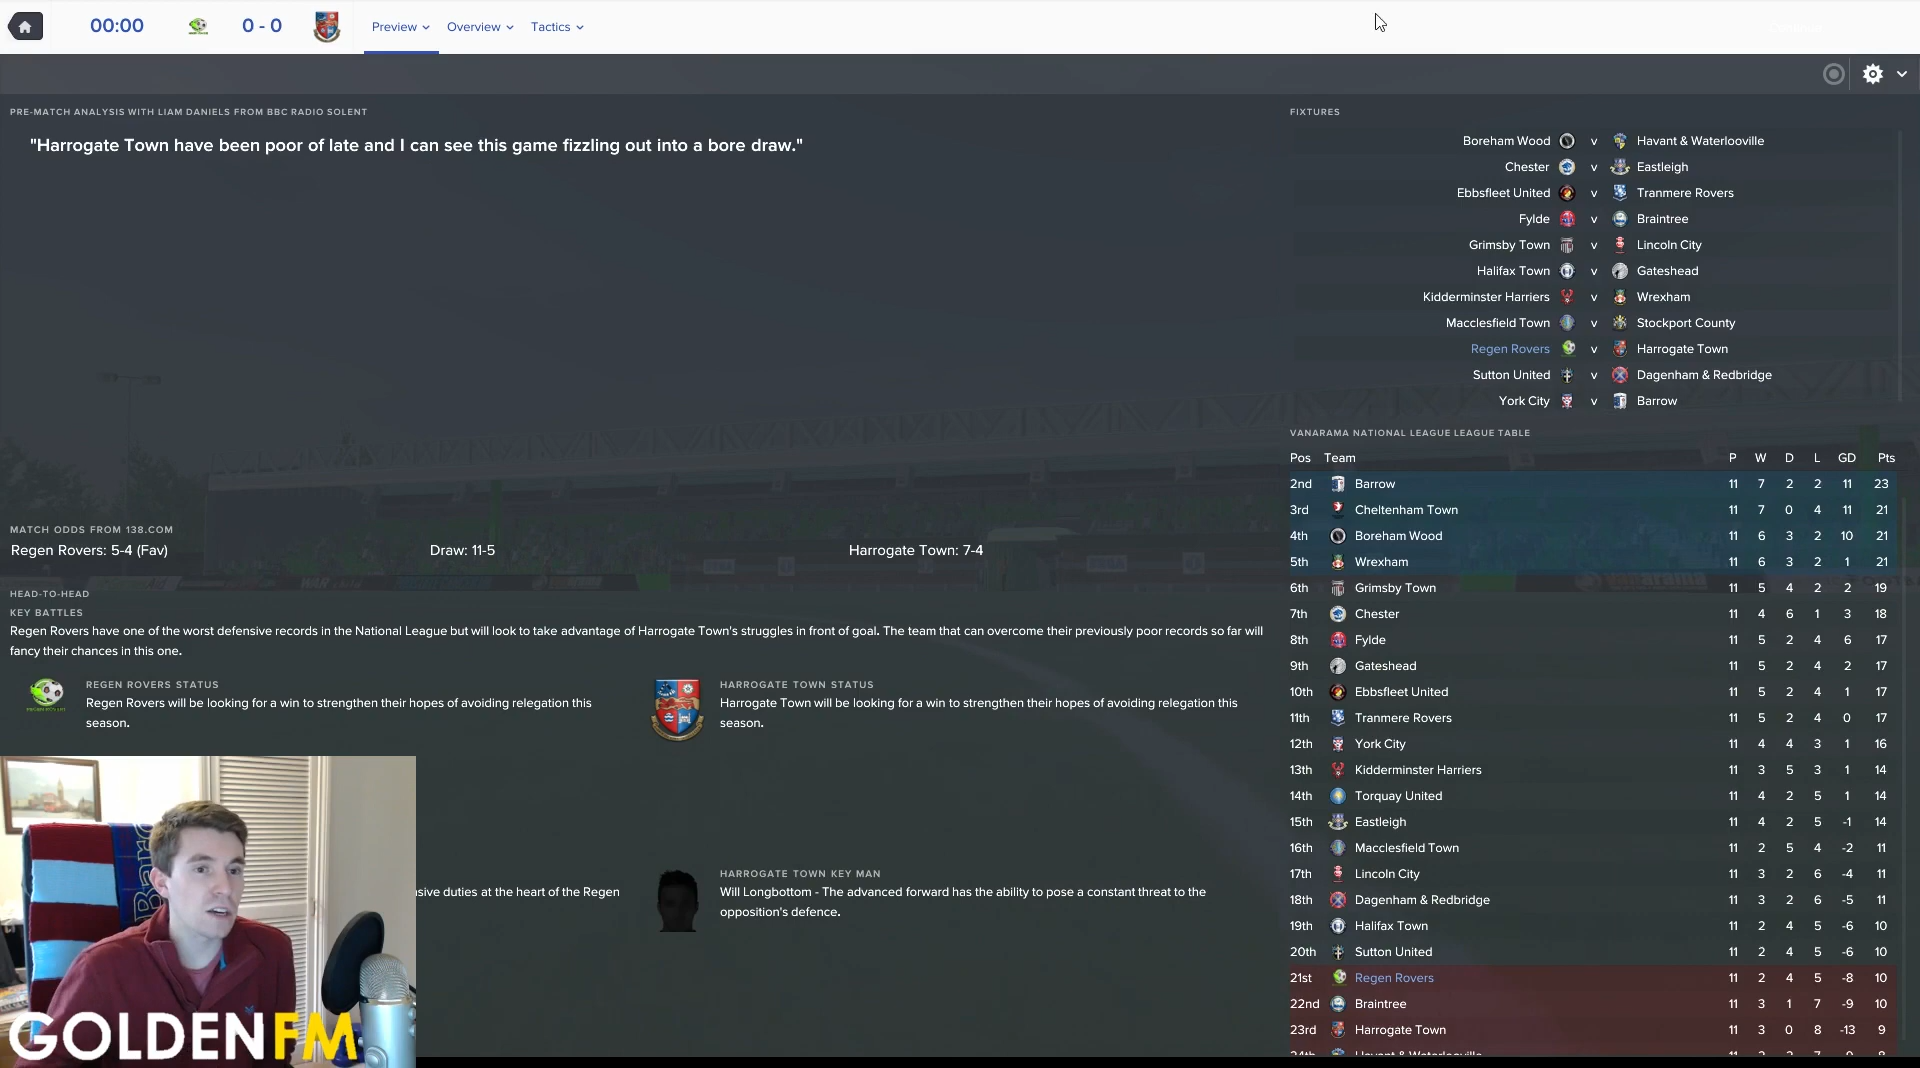 00:00
0 - 0
Preview
Overview
Tactics
PRE-MATCH ANALYSIS WITH LIAM DANIELS FROM BBC RADIO SOLENT
"Harrogate Town have been poor of late and I can see this game fizzling out into a bore draw."
MATCH ODDS FROM 138.COM
Regen Rovers: 5-4 (Fav)
Draw: 11-5
Harrogate Town: 7-4
HEAD-TO-HEAD
KEY BATTLES
Regen Rovers have one of the worst defensive records in the National League but will look to take advantage of Harrogate Town's struggles in front of goal. The team that can overcome their previously poor records so far will
fancy their chances in this one.
REGEN ROVERS STATUS
Regen Rovers will be looking for a win to strengthen their hopes of avoiding relegation this
season.
HARROGATE TOWN STATUS
Harrogate Town will be looking for a win to strengthen their hopes of avoiding relegation this
season.
duties at the heart of the Regen
HARROGATE TOWN KEY MAN
Will Longbottom - The advanced forward has the ability to pose a constant threat to the
opposition's defence.
GOLDENFM
FIXTURES
Boreham Wood v Havant & Waterlooville
Chester v Eastleigh
Ebbsfleet United v Tranmere Rovers
Fylde v Braintree
Grimsby Town v Lincoln City
Halifax Town v Gateshead
Kidderminster Harriers v Wrexham
Macclesfield Town v Stockport County
Regen Rovers v Harrogate Town
Sutton United v Dagenham & Redbridge
York City v Barrow
VANARAMA NATIONAL LEAGUE LEAGUE TABLE
Pos Team P W D L GD Pts
2nd Barrow 11 7 2 2 11 23
3rd Cheltenham Town 11 7 0 4 11 21
4th Boreham Wood 11 6 3 2 10 21
5th Wrexham 11 6 3 2 1 21
6th Grimsby Town 11 5 4 2 2 19
7th Chester 11 4 6 1 3 18
8th Fylde 11 5 2 4 6 17
9th Gateshead 11 5 2 4 2 17
10th Ebbsfleet United 11 5 2 4 1 17
11th Tranmere Rovers 11 5 2 4 0 17
12th York City 11 4 4 3 1 16
13th Kidderminster Harriers 11 3 5 3 1 14
14th Torquay United 11 4 2 5 1 14
15th Eastleigh 11 4 2 5 -1 14
16th Macclesfield Town 11 2 5 4 -2 11
17th Lincoln City 11 3 2 6 -4 11
18th Dagenham & Redbridge 11 3 2 6 -5 11
19th Halifax Town 11 2 4 5 -6 10
20th Sutton United 11 2 4 5 -6 10
21st Regen Rovers 11 2 4 5 -8 10
22nd Braintree 11 3 1 7 -9 10
23rd Harrogate Town 11 3 0 8 -13 9
24th Havant & Waterlooville 11 2 2 7 -9 8